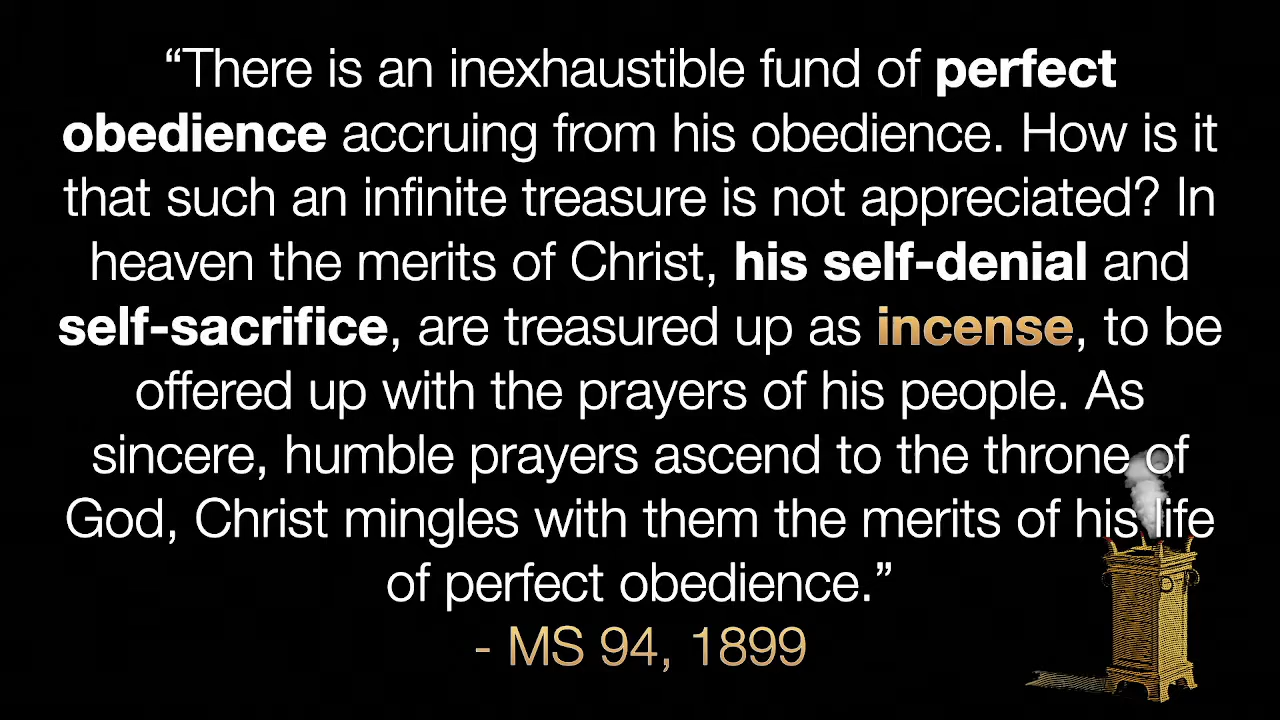 “There is an inexhaustible fund of perfect
obedience accruing from his obedience. How is it
that such an infinite treasure is not appreciated? In
heaven the merits of Christ, his self-denial and
self-sacrifice, are treasured up as incense, to be
offered up with the prayers of his people. As
sincere, humble prayers ascend to the throne of
God, Christ mingles with them the merits of his life
of perfect obedience.”
- MS 94, 1899